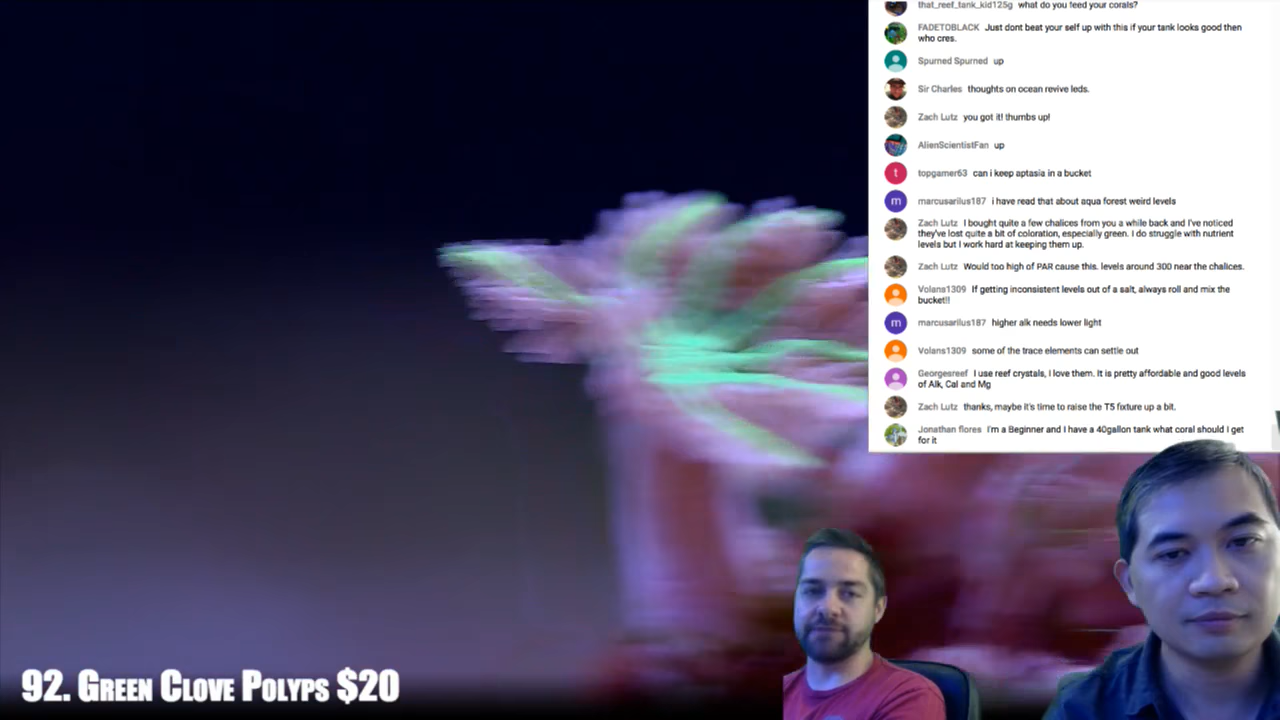 that_reef_tank_kid125g what do you feed your corals?
FADETOBLACK Just dont beat your self up with this if your tank looks good then
who cres.
Spurned Spurned up
Sir Charles thoughts on ocean revive leds.
Zach Lutz you got it! thumbs up!
AlienScientistFan up
t
topgamer63 can i keep aptasia in a bucket
m
marcusarilus187 i have read that about aqua forest weird levels
Zach Lutz I bought quite a few chalices from you a while back and I've noticed
they've lost quite a bit of coloration, especially green. I do struggle with nutrient
levels but I work hard at keeping them up.
Zach Lutz Would too high of PAR cause this. levels around 300 near the chalices.
Volans1309 If getting inconsistent levels out of a salt, always roll and mix the
bucket!!
m
marcusarilus187 higher alk needs lower light
Volans1309 some of the trace elements can settle out
Georgesreef I use reef crystals, I love them. It is pretty affordable and good levels
of Alk, Cal and Mg
Zach Lutz thanks, maybe it's time to raise the T5 fixture up a bit.
Jonathan flores I'm a Beginner and I have a 40gallon tank what coral should I get
for it
92. Green Clove Polyps $20